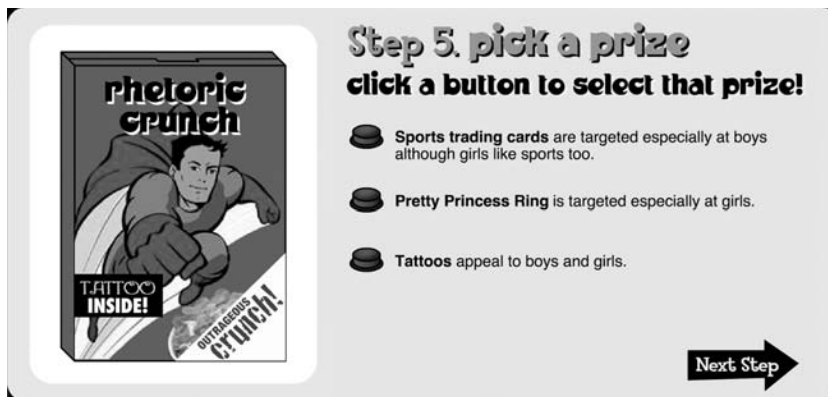 Step 5. pick a prize
click a button to select that prize!
rhetoric
crunch
Sports trading cards are targeted especially at boys
although girls like sports too.
Pretty Princess Ring is targeted especially at girls.
Tattoos appeal to boys and girls.
TATTOO
INSIDE!
OUTRAGEOUS
crunch!
Next Step